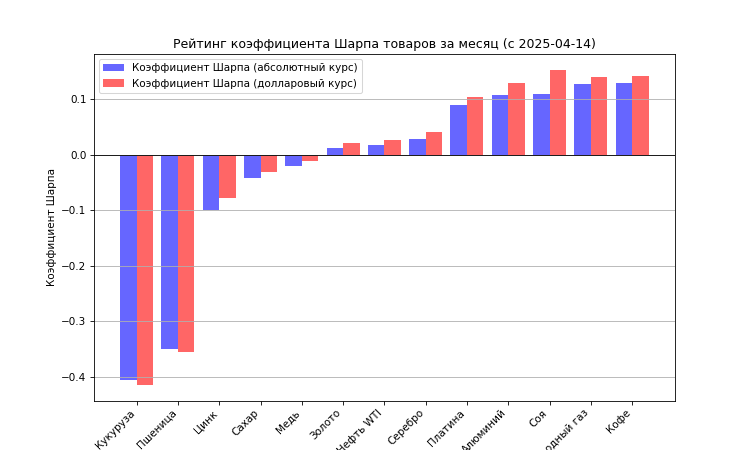 Рейтинг коэффициента Шарпа товаров за месяц (с 2025-04-14)
Коэффициент Шарпа (абсолютный курс)
Коэффициент Шарпа (долларовый курс)
Коэффициент Шарпа
0.1
0.0
−0.1
−0.2
−0.3
−0.4
Кукуруза
Пшеница
Цинк
Сахар
Медь
Золото
Нефть WTI
Серебро
Платина
Алюминий
Соя
газ
Кофе